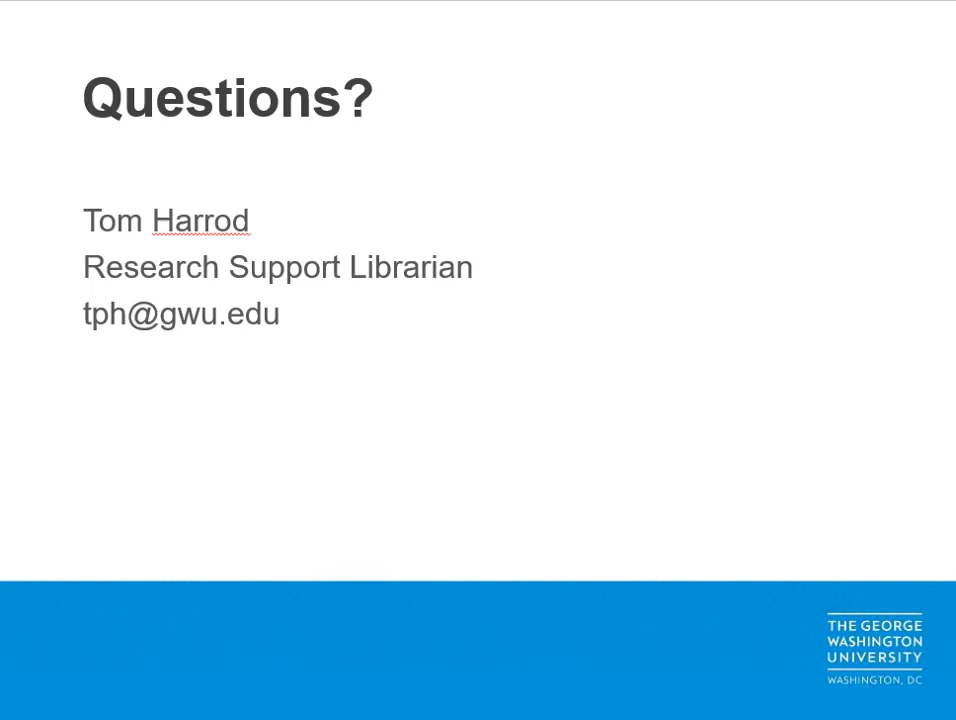 Questions?
Tom Harrod
Research Support Librarian
tph@gwu.edu
THE GEORGE
WASHINGTON
UNIVERSITY
WASHINGTON, DC